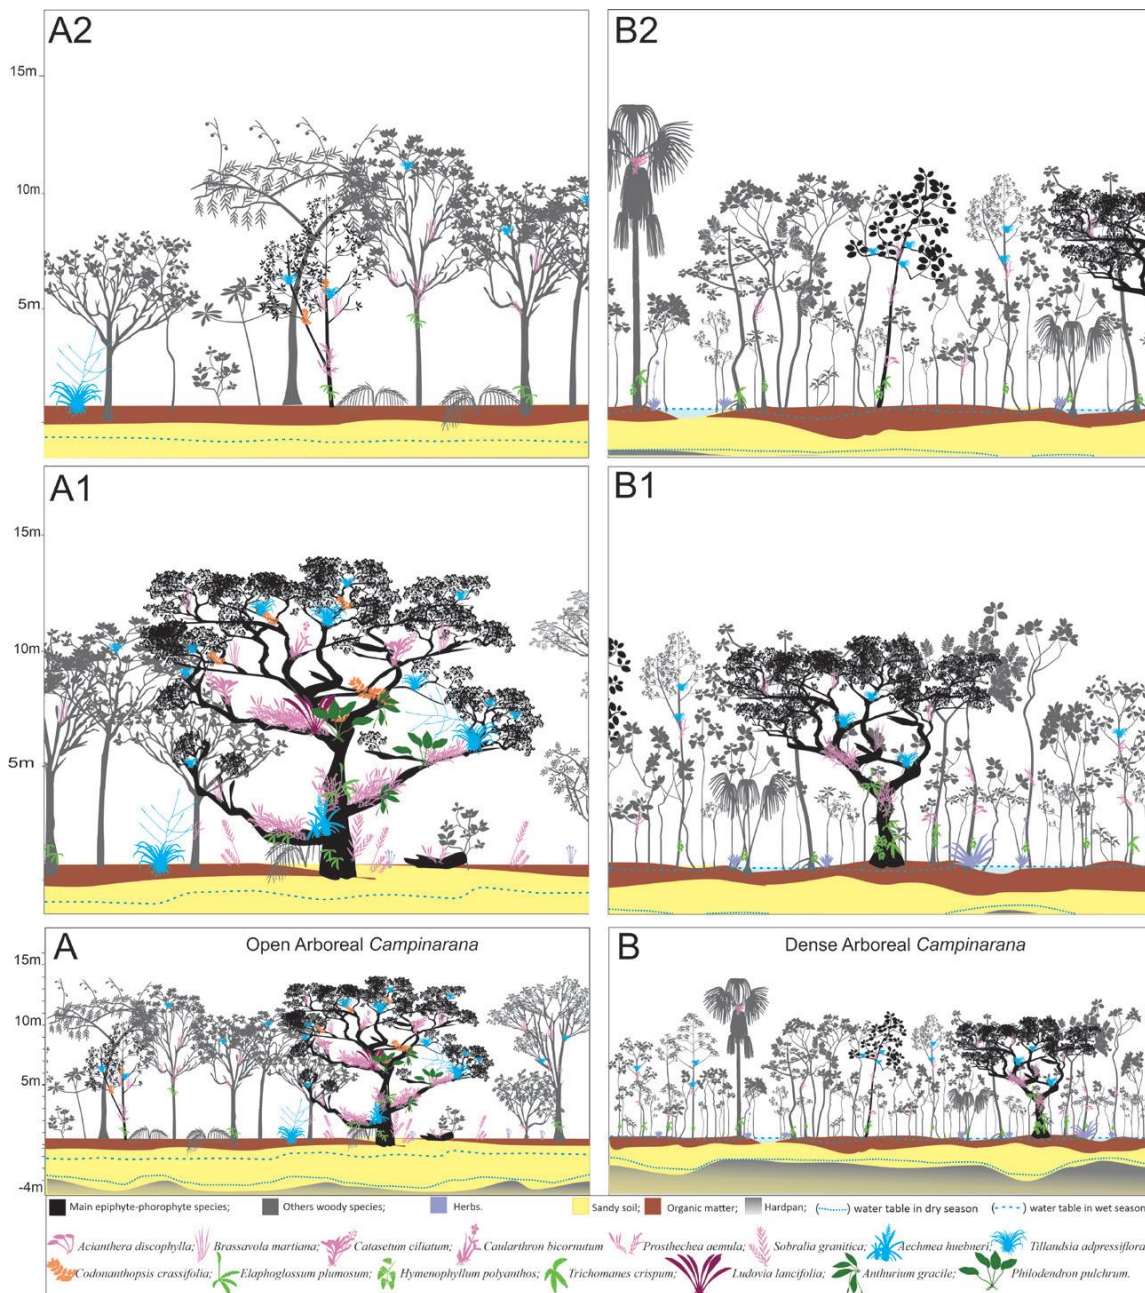 A2
B2
15m
10m
5m
A1
B1
15m
10m
5m
A
Open Arboreal Campinarana
B
Dense Arboreal Campinarana
15m
10m
5m
-4m
Main epiphyte-phorophyte species;
Others woody species;
Herbs.
Sandy soil;
Organic matter;
Hardpan;
( ) water table in dry season
( ) water table in wet season
Acianthera discophylla; Brassavola martiana; Catasetum ciliatum; Caularthron bicornutum Prosthechea aemula; Sobralia granitica; Aechmea huebneri; Tillandsia adpressiflora
Codonanthopsis crassifolia; Elaphoglossum plumosum; Hymenophyllum polyanthos; Trichomanes crispum; Ludovia lancifolia; Anthurium gracile; Philodendron pulchrum.